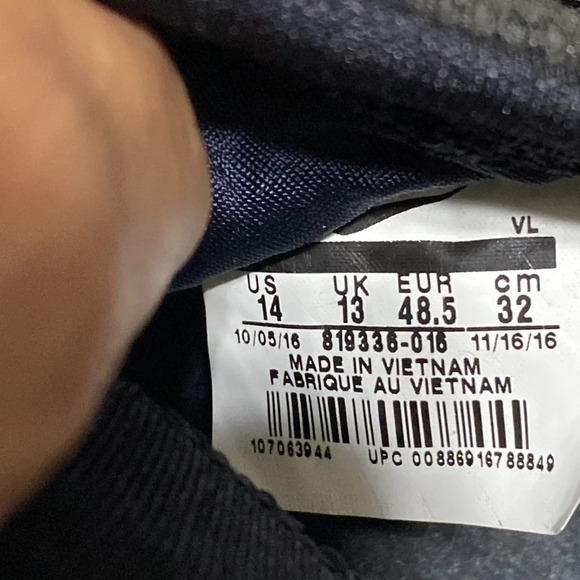 VL
US UK EUR cm
14 13 48.5 32
10/05/16 819336-016 11/16/16
MADE IN VIETNAM
FABRIQUE AU VIETNAM
107063944 UPC 00886916788849